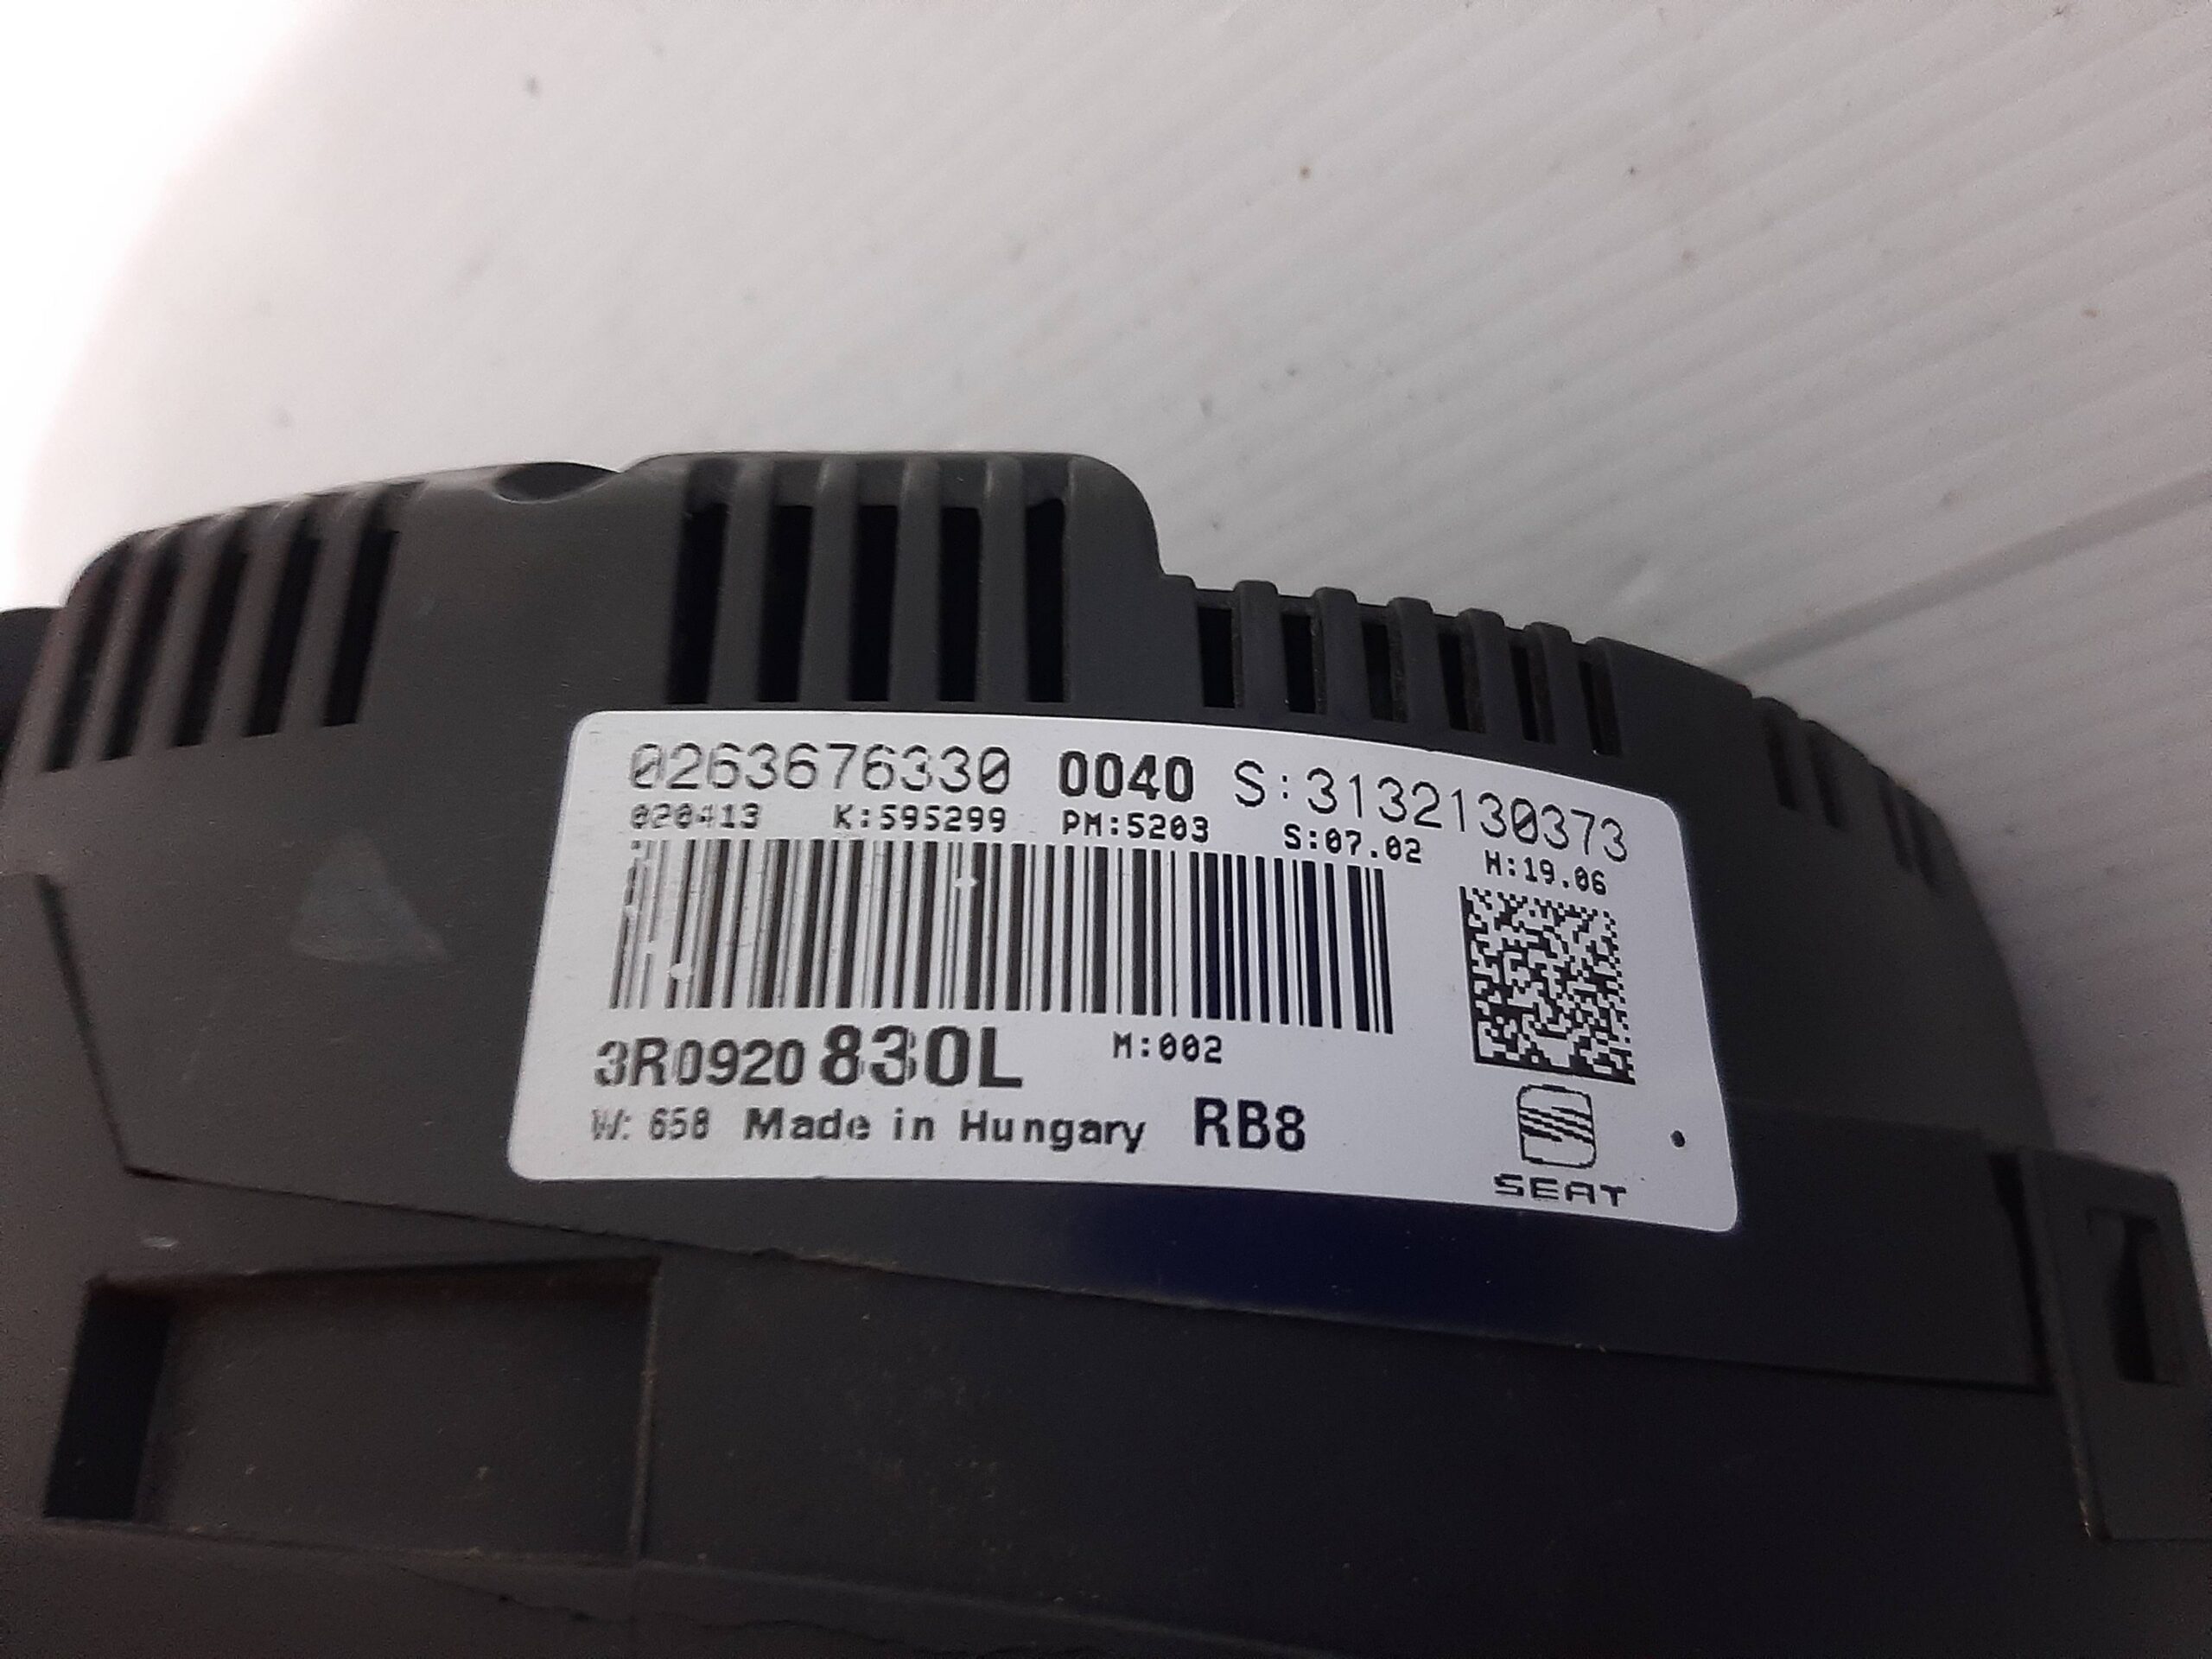 0263676330 0040 S:3132130373
020413 K:595299 PM:5203 S:07.02 H:19.06
3R0920 830L M:002
W: 658 Made in Hungary RB8
SEAT